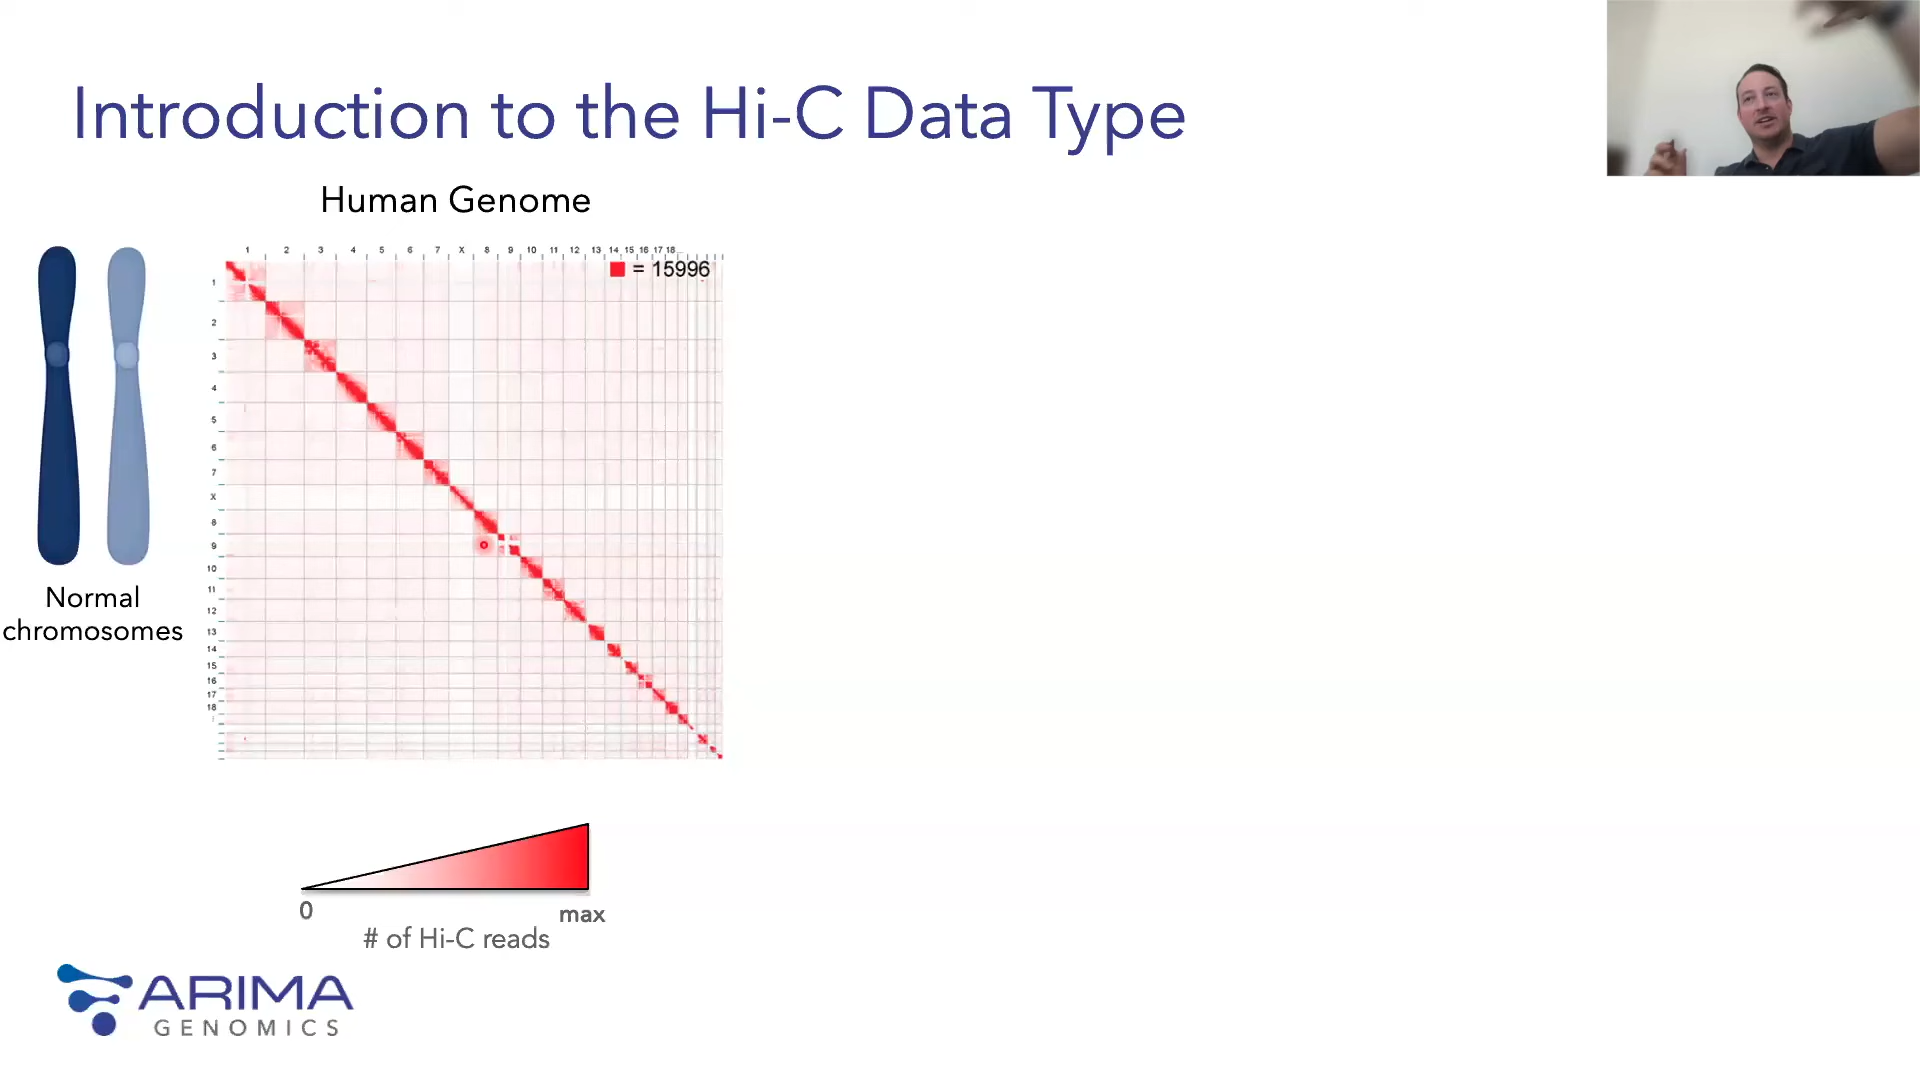 Introduction to the Hi-C Data Type
Human Genome
1 2 3 4 5 6 7 X 8 9 10 11 12 13 14 15 16 17 18...
= 15996
1
2
3
4
5
6
7
X
8
9
10
11
12
13
14
15
16
17
18
Normal
chromosomes
0
max
# of Hi-C reads
ARIMA
GENOMICS